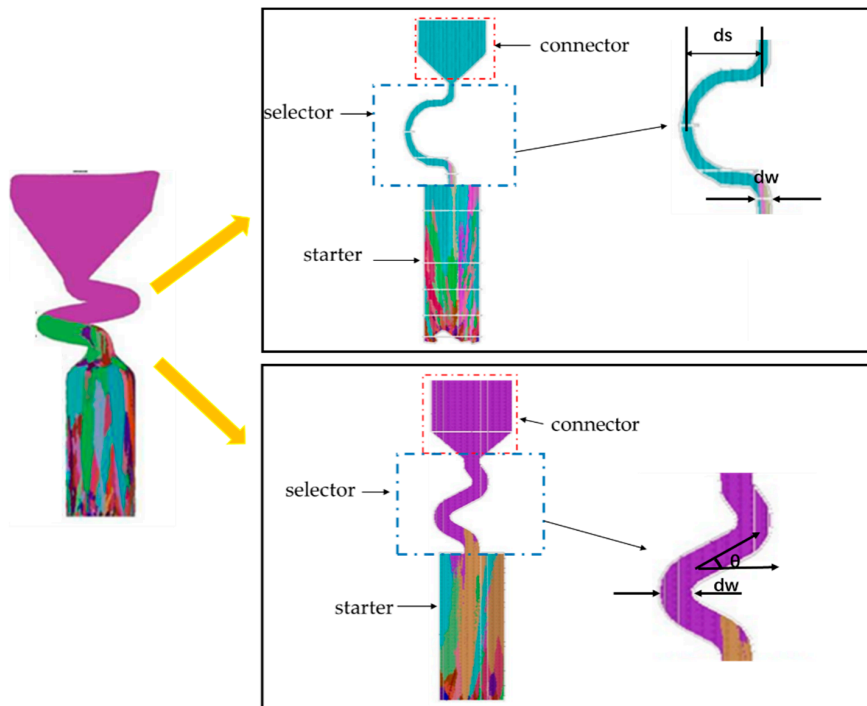 connector
ds
selector
dw
starter
connector
selector
θ
dw
starter